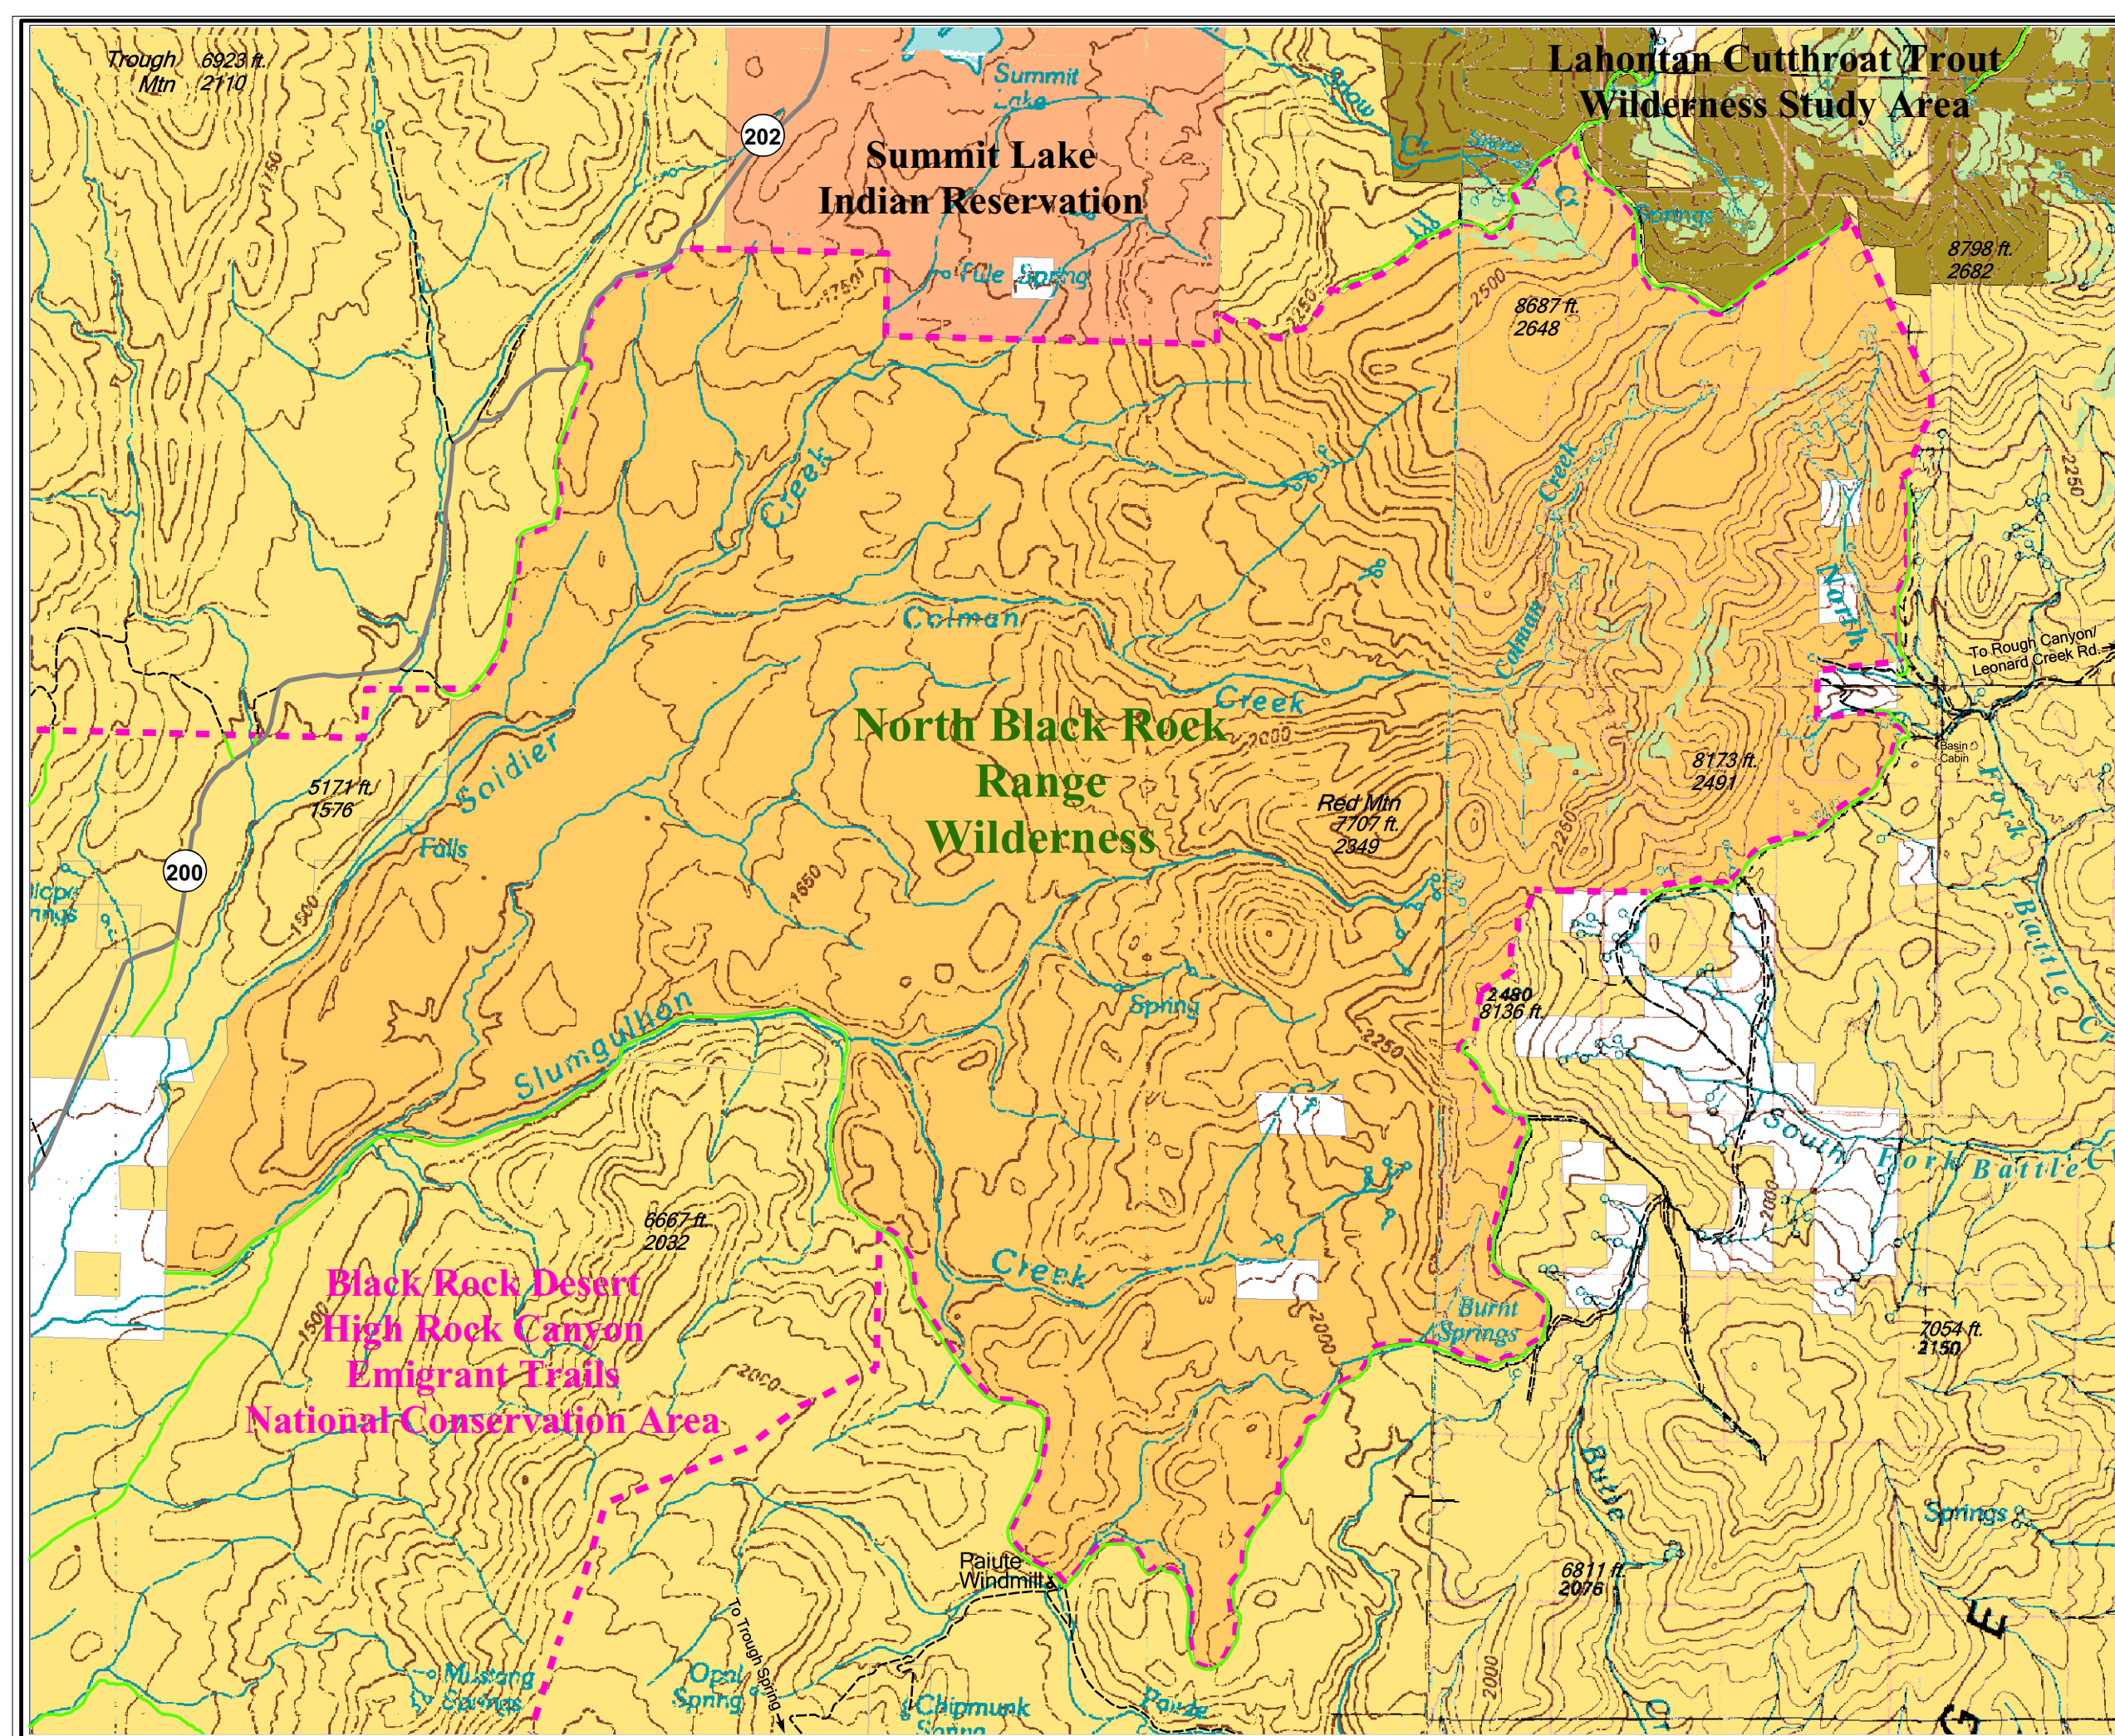 Trough 6923 ft.
Mtn 2110
Lahontan Cutthroat Trout
Wilderness Study Area
Summit
Lake
Snow
Cr
Snow
Cr
202
Summit Lake
Indian Reservation
1750
Springs
8798 ft.
2682
Tule Spring
1750
2250
2500
8687 ft.
2648
Creek
Creek
2250
North
Colman
Colman
Creek
To Rough Canyon/
Leonard Creek Rd.
North Black Rock
Range
Wilderness
2000
Basin
Cabin
8173 ft.
2491
Soldier
5171 ft.
1576
Red Mtn
7707 ft.
2349
2250
Fork
Falls
200
1650
1500
Battle
Cr
Spring
2480
8136 ft.
Slumgullion
2250
South
Fork Battle
2000
6667 ft.
2032
Creek
Black Rock Desert
High Rock Canyon
Emigrant Trails
National Conservation Area
1500
2000
2000
Burnt
Springs
7054 ft.
2150
Butte
Springs
Paiute
Windmill
6811 ft.
2076
To Trough Spring
E
Mustang
Springs
Opal
Spring
Chipmunk
Spring
Paiute
2000
Cr
G